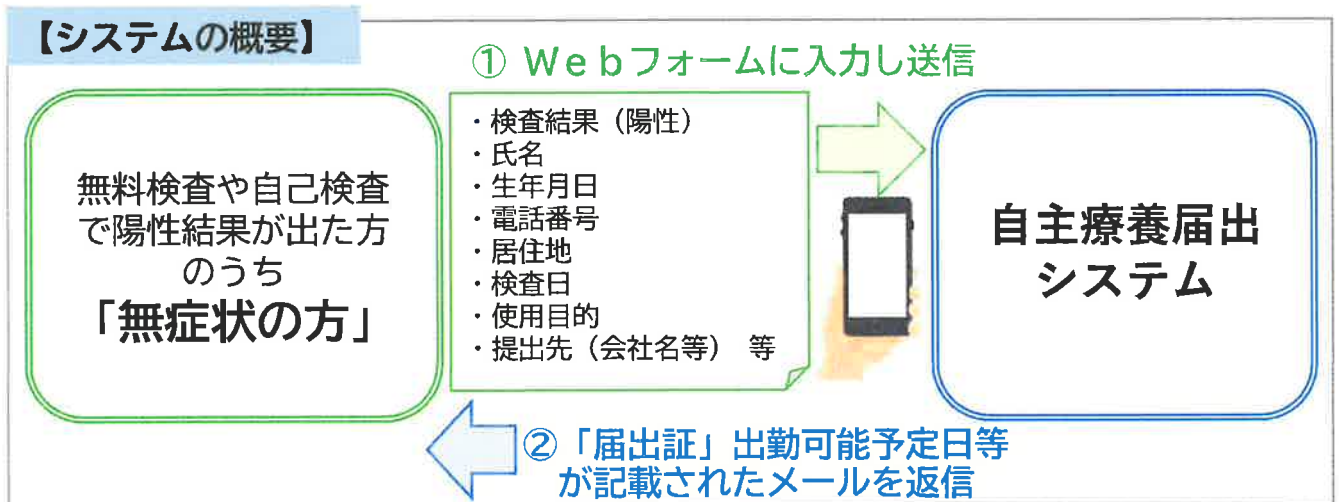 【システムの概要】
① Ｗｅｂフォームに入力し送信
無料検査や自己検査
で陽性結果が出た方
のうち
「無症状の方」
・検査結果（陽性）
・氏名
・生年月日
・電話番号
・居住地
・検査日
・使用目的
・提出先（会社名等）　等
自主療養届出
システム
②「届出証」出勤可能予定日等
が記載されたメールを返信